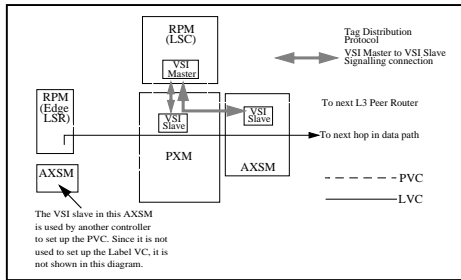 RPM
(LSC)
VSI
Master
Tag Distribution
Protocol
VSI Master to VSI Slave
Signalling connection
RPM
(Edge
LSR)
VSI
Slave
VSI
Slave
To next L3 Peer Router
To next hop in data path
PXM
AXSM
AXSM
PVC
LVC
The VSI slave in this AXSM
is used by another controller
to set up the PVC. Since it is not
used to set up the Label VC, it is
not shown in this diagram.